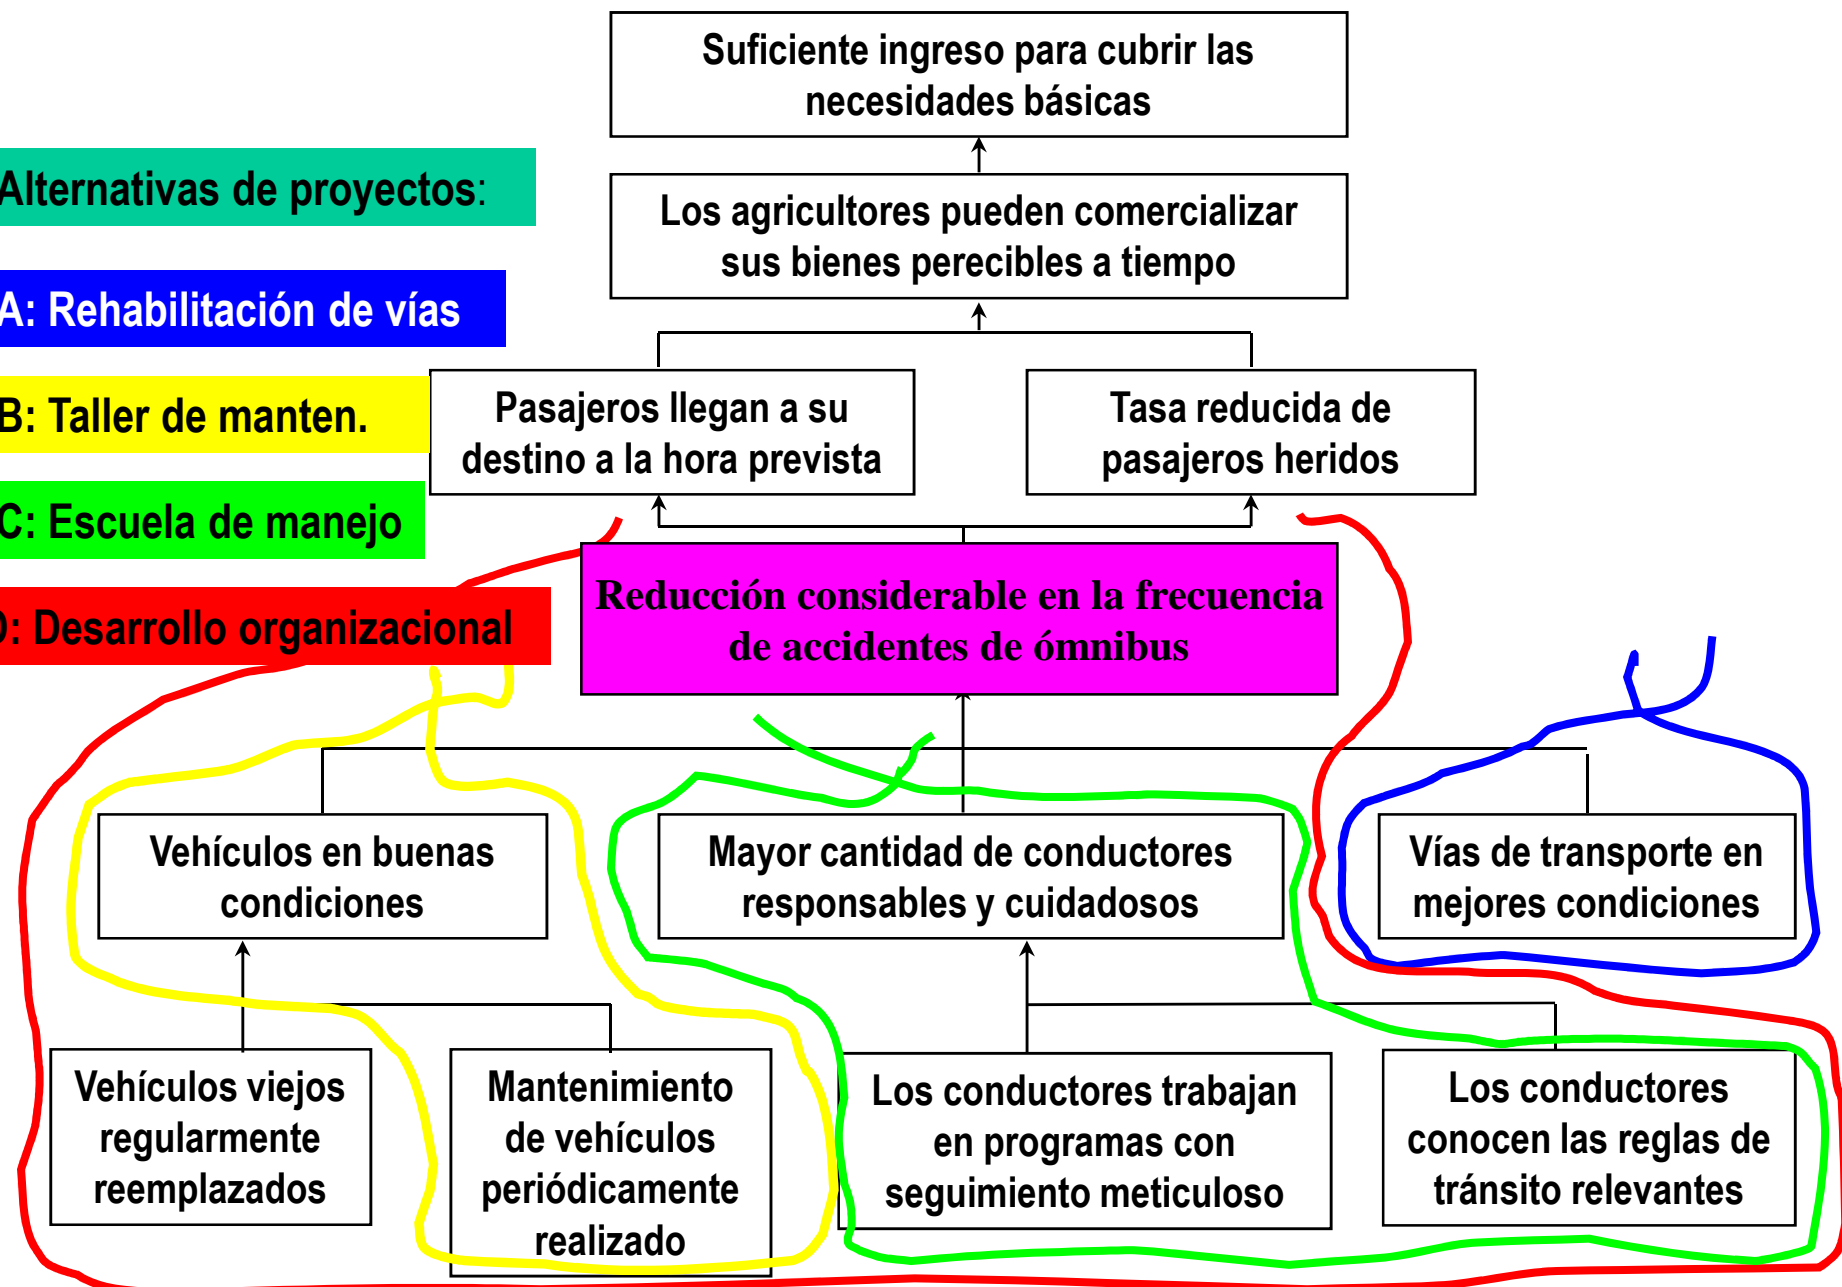 Suficiente ingreso para cubrir las
necesidades básicas
Alternativas de proyectos:
Los agricultores pueden comercializar
sus bienes perecibles a tiempo
A: Rehabilitación de vías
B: Taller de manten.
Pasajeros llegan a su
destino a la hora prevista
Tasa reducida de
pasajeros heridos
C: Escuela de manejo
D: Desarrollo organizacional
Reducción considerable en la frecuencia
de accidentes de ómnibus
Vehículos en buenas
condiciones
Mayor cantidad de conductores
responsables y cuidadosos
Vías de transporte en
mejores condiciones
Vehículos viejos
regularmente
reemplazados
Mantenimiento
de vehículos
periódicamente
realizado
Los conductores trabajan
en programas con
seguimiento meticuloso
Los conductores
conocen las reglas de
tránsito relevantes